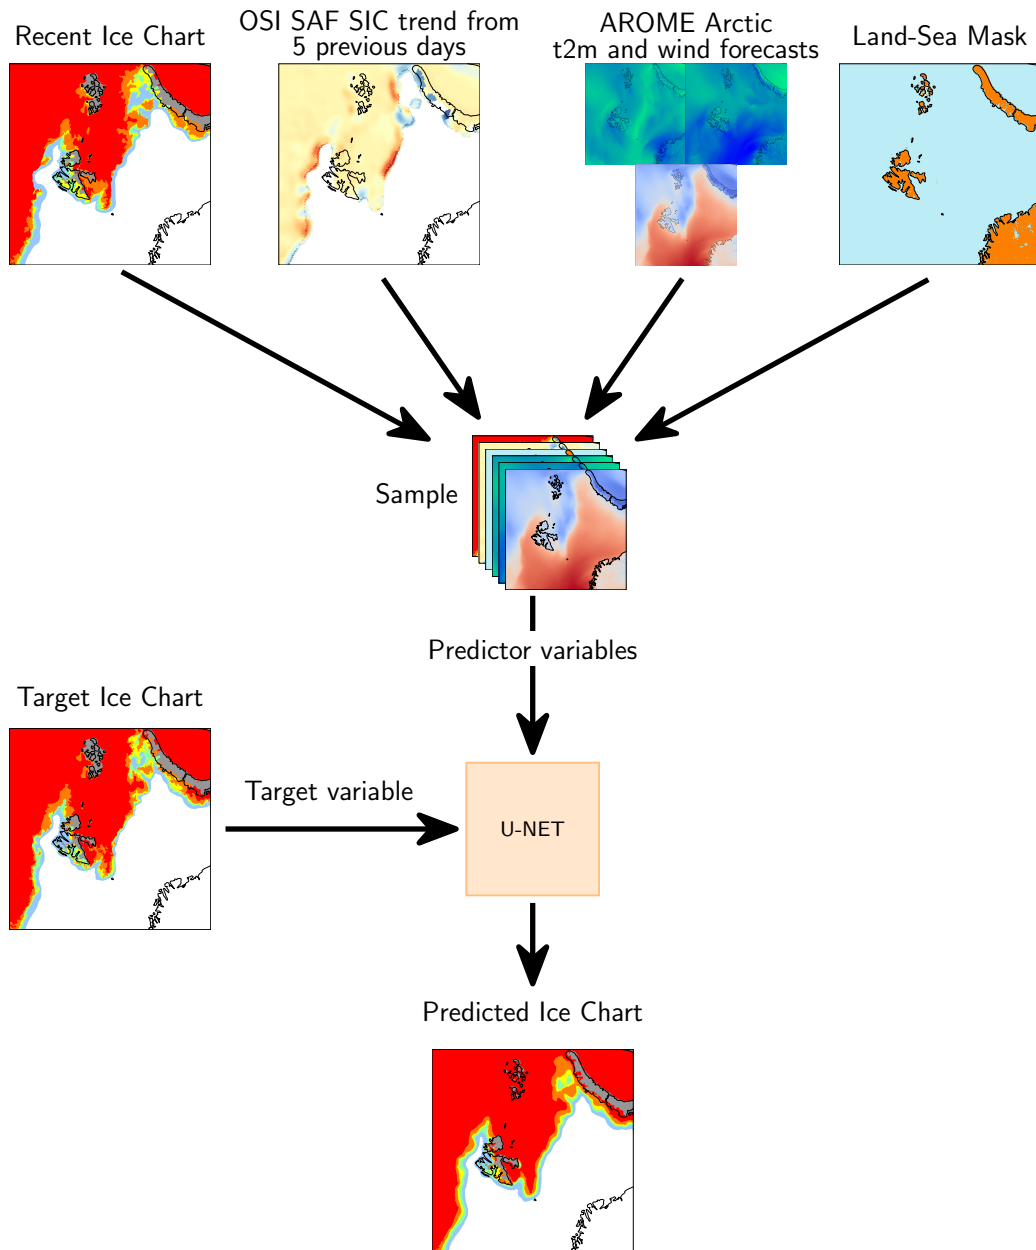 Recent Ice Chart
OSI SAF SIC trend from
5 previous days
AROME Arctic
t2m and wind forecasts
Land-Sea Mask
Sample
Predictor variables
Target Ice Chart
Target variable
U-NET
Predicted Ice Chart